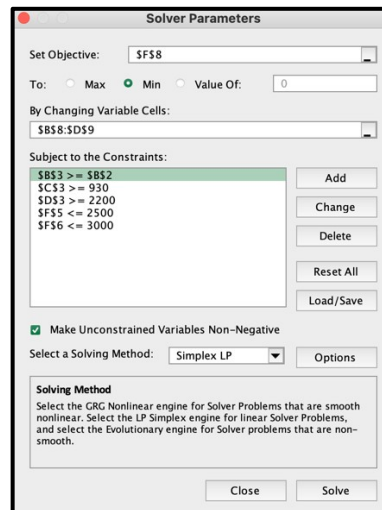 Solver Parameters
Set Objective: $F$8
To: Max Min Value Of: 0
By Changing Variable Cells:
$B$8:$D$9
Subject to the Constraints:
$B$3 >= $B$2
$C$3 >= 930
$D$3 >= 2200
$F$5 <= 2500
$F$6 <= 3000
Add
Change
Delete
Reset All
Load/Save
Make Unconstrained Variables Non-Negative
Select a Solving Method: Simplex LP Options
Solving Method
Select the GRG Nonlinear engine for Solver Problems that are smooth
nonlinear. Select the LP Simplex engine for linear Solver Problems,
and select the Evolutionary engine for Solver problems that are non-
smooth.
Close Solve